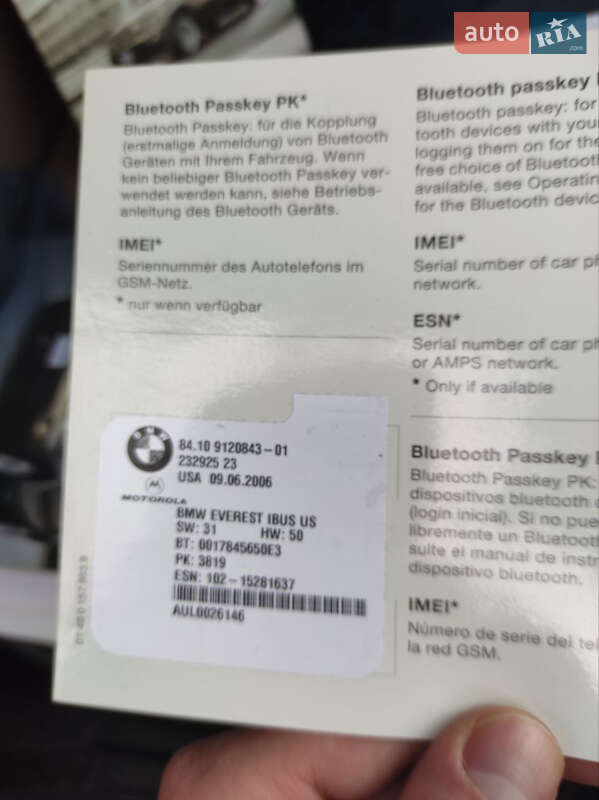 auto RIA .com
Bluetooth Passkey PK*
Bluetooth Passkey: für die Kopplung
(erstmalige Anmeldung) von Bluetooth
Geräten mit Ihrem Fahrzeug. Wenn
kein beliebiger Bluetooth Passkey ver-
wendet werden kann, siehe Betriebs-
anleitung des Bluetooth Geräts.
IMEI*
Seriennummer des Autotelefons im
GSM-Netz.
* nur wenn verfügbar
BMW
84.10 9120843-01
232925 23
USA 09.06.2006
MOTOROLA
BMW EVEREST IBUS US
SW: 31 HW: 50
BT: 0017845650E3
PK: 3819
ESN: 102-15281637
AUL0026146
Bluetooth passkey
Bluetooth passkey: for
tooth devices with you
logging them on for the
free choice of Bluetoot
available, see Operatin
for the Bluetooth devic
IMEI*
Serial number of car ph
network.
ESN*
Serial number of car ph
or AMPS network.
* Only if available
Bluetooth Passkey
Bluetooth Passkey PK:
dispositivos bluetooth
(login inicial). Si no pue
libremente un Bluetoot
suite el manual de instr
dispositivo bluetooth.
IMEI*
Número de serie del tel
la red GSM.